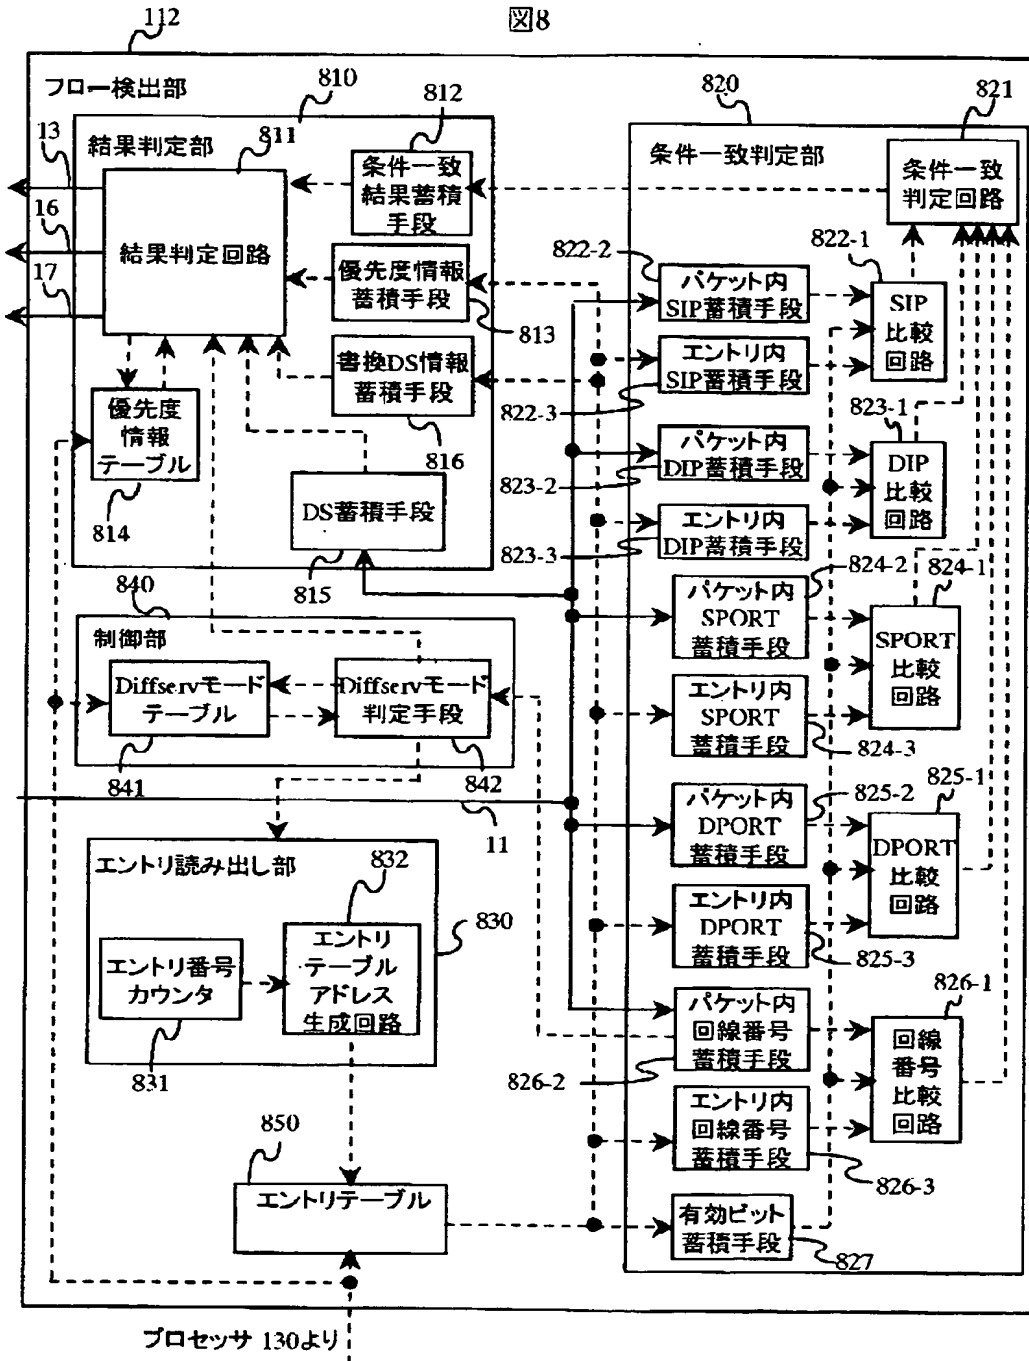 図8
112
フロー検出部
810
結果判定部
811
812
条件一致
結果蓄積
手段
13
16
17
結果判定回路
優先度情報
蓄積手段
813
書換DS情報
蓄積手段
816
優先度
情報
テーブル
814
DS蓄積手段
815
840
制御部
Diffservモード
テーブル
841
Diffservモード
判定手段
842
11
エントリ読み出し部
832
830
エントリ番号
カウンタ
831
エントリ
テーブル
アドレス
生成回路
850
エントリテーブル
プロセッサ 130より
820
条件一致判定部
821
条件一致
判定回路
822-2
パケット内
SIP蓄積手段
822-1
SIP
比較
回路
エントリ内
SIP蓄積手段
822-3
823-1
パケット内
DIP蓄積手段
823-2
DIP
比較
回路
エントリ内
DIP蓄積手段
823-3
824-2
824-1
パケット内
SPORT
蓄積手段
SPORT
比較
回路
エントリ内
SPORT
蓄積手段
824-3
825-1
825-2
パケット内
DPORT
蓄積手段
DPORT
比較
回路
エントリ内
DPORT
蓄積手段
825-3
826-1
パケット内
回線番号
蓄積手段
826-2
回線
番号
比較
回路
エントリ内
回線番号
蓄積手段
826-3
有効ビット
蓄積手段
827